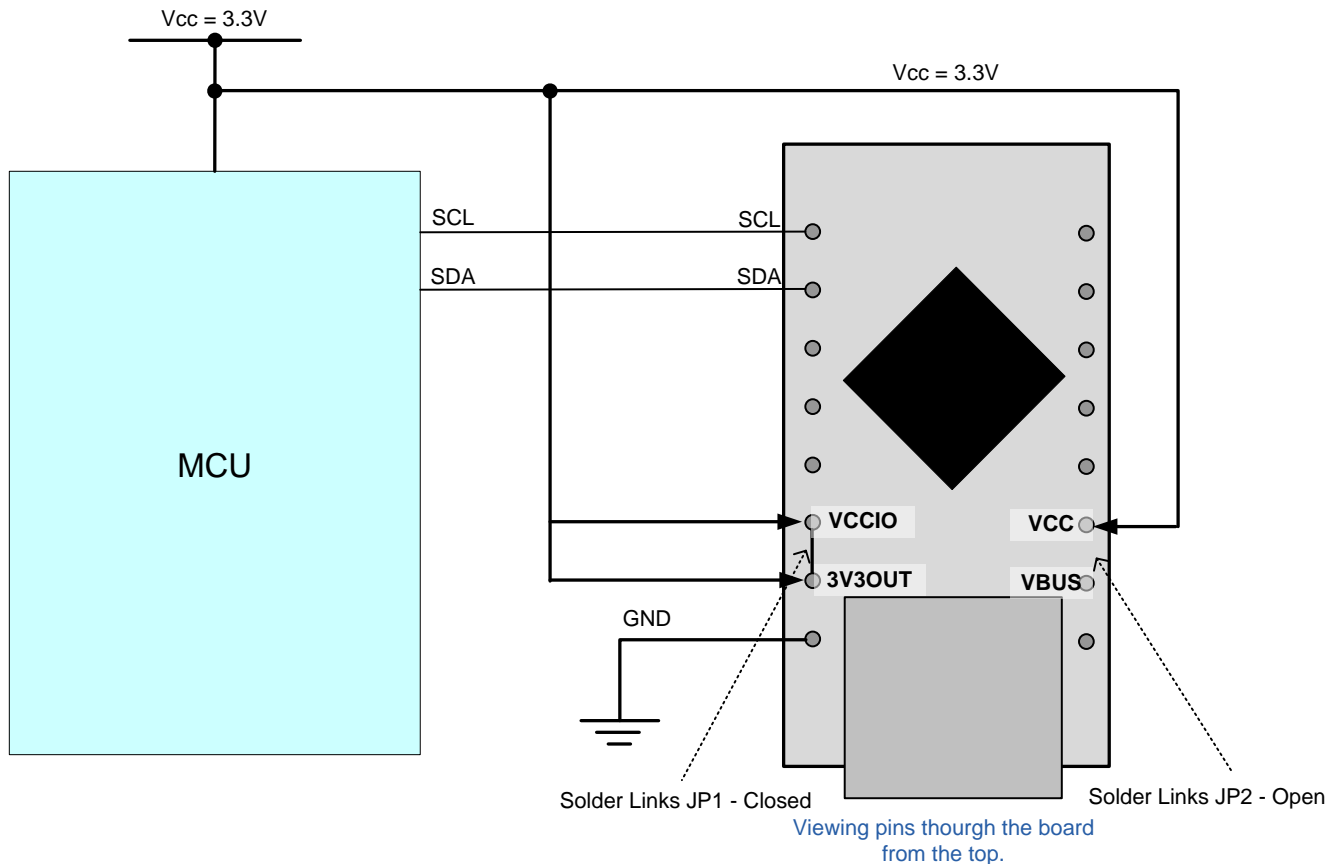 Vcc = 3.3V
Vcc = 3.3V
SCL
SCL
SDA
SDA
MCU
VCCIO
VCC
3V3OUT
VBUS
GND
Solder Links JP1 - Closed
Solder Links JP2 - Open
Viewing pins thourgh the board
from the top.